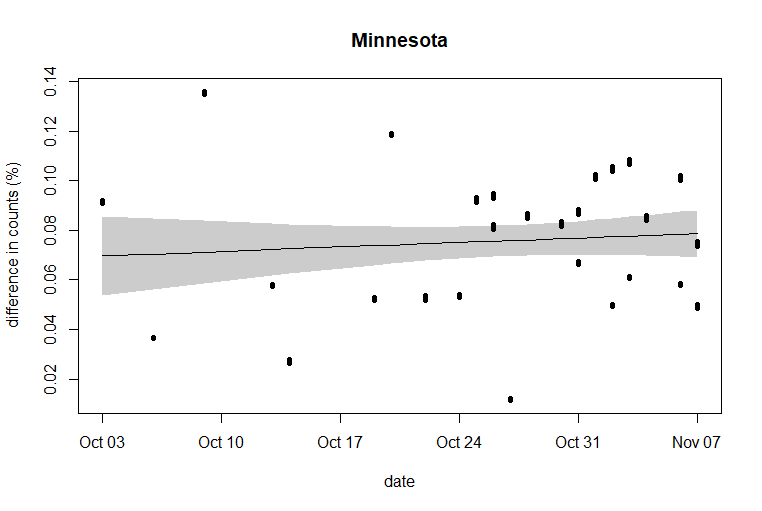 Minnesota
difference in counts (%)
0.14
0.12
0.10
0.08
0.06
0.04
0.02
Oct 03 Oct 10 Oct 17 Oct 24 Oct 31 Nov 07
date